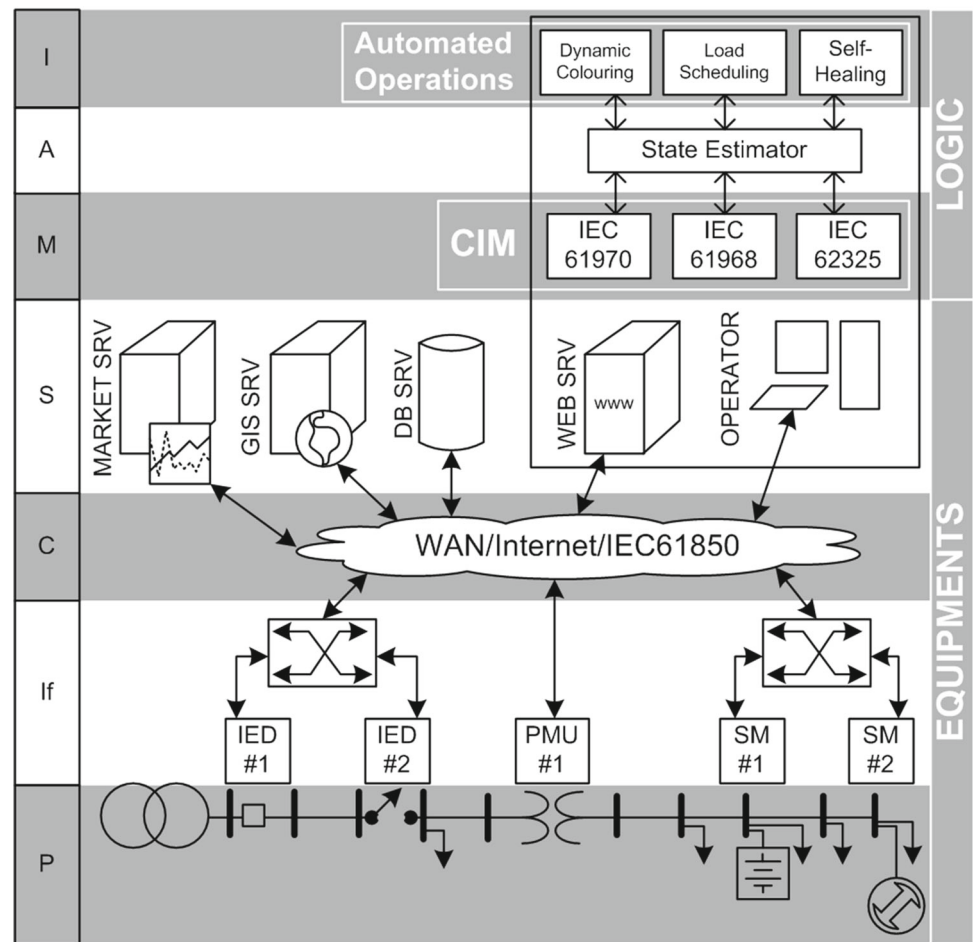 I
Automated
Operations
Dynamic
Colouring
Load
Scheduling
Self-
Healing
LOGIC
A
State Estimator
M
CIM
IEC
61970
IEC
61968
IEC
62325
S
MARKET SRV
GIS SRV
DB SRV
WEB SRV
www
OPERATOR
EQUIPMENTS
C
WAN/Internet/IEC61850
If
IED
#1
IED
#2
PMU
#1
SM
#1
SM
#2
P